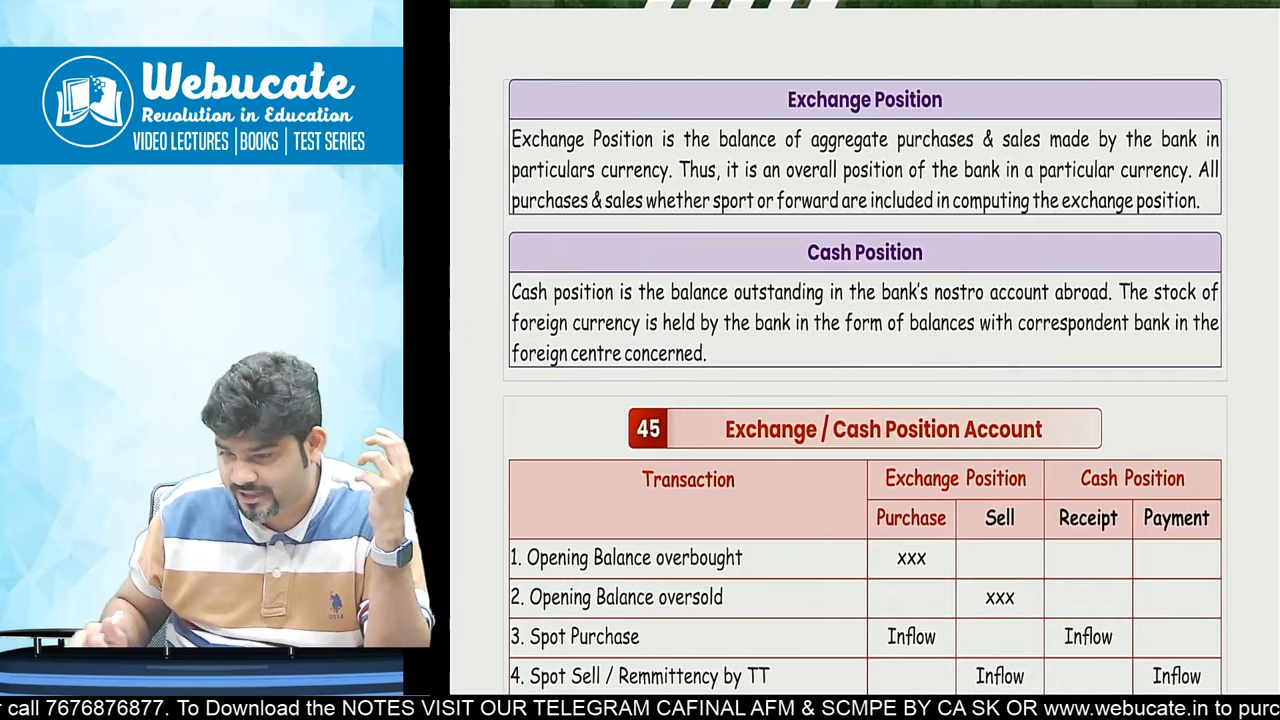 Webucate
Revolution in Education
VIDEO LECTURES | BOOKS | TEST SERIES
Exchange Position
Exchange Position is the balance of aggregate purchases & sales made by the bank in
particulars currency. Thus, it is an overall position of the bank in a particular currency. All
purchases & sales whether sport or forward are included in computing the exchange position.
Cash Position
Cash position is the balance outstanding in the bank's nostro account abroad. The stock of
foreign currency is held by the bank in the form of balances with correspondent bank in the
foreign centre concerned.
45 Exchange / Cash Position Account
Transaction Exchange Position Cash Position
Purchase Sell Receipt Payment
1. Opening Balance overbought xxx
2. Opening Balance oversold xxx
3. Spot Purchase Inflow Inflow
4. Spot Sell / Remmittency by TT Inflow Inflow
call 7676876877. To Download the NOTES VISIT OUR TELEGRAM CAFINAL AFM & SCMPE BY CA SK OR www.webucate.in to purc